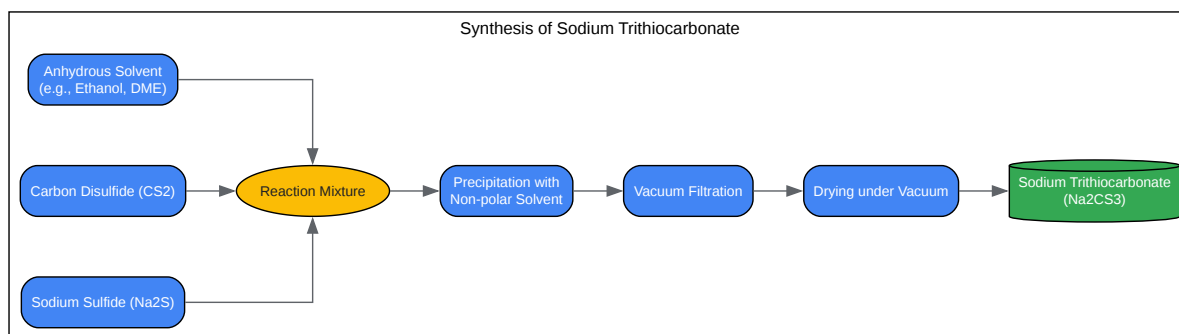 Synthesis of Sodium Trithiocarbonate
Anhydrous Solvent
(e.g., Ethanol, DME)
Carbon Disulfide (CS2)
Reaction Mixture
Precipitation with
Non-polar Solvent
Vacuum Filtration
Drying under Vacuum
Sodium Trithiocarbonate
(Na2CS3)
Sodium Sulfide (Na2S)